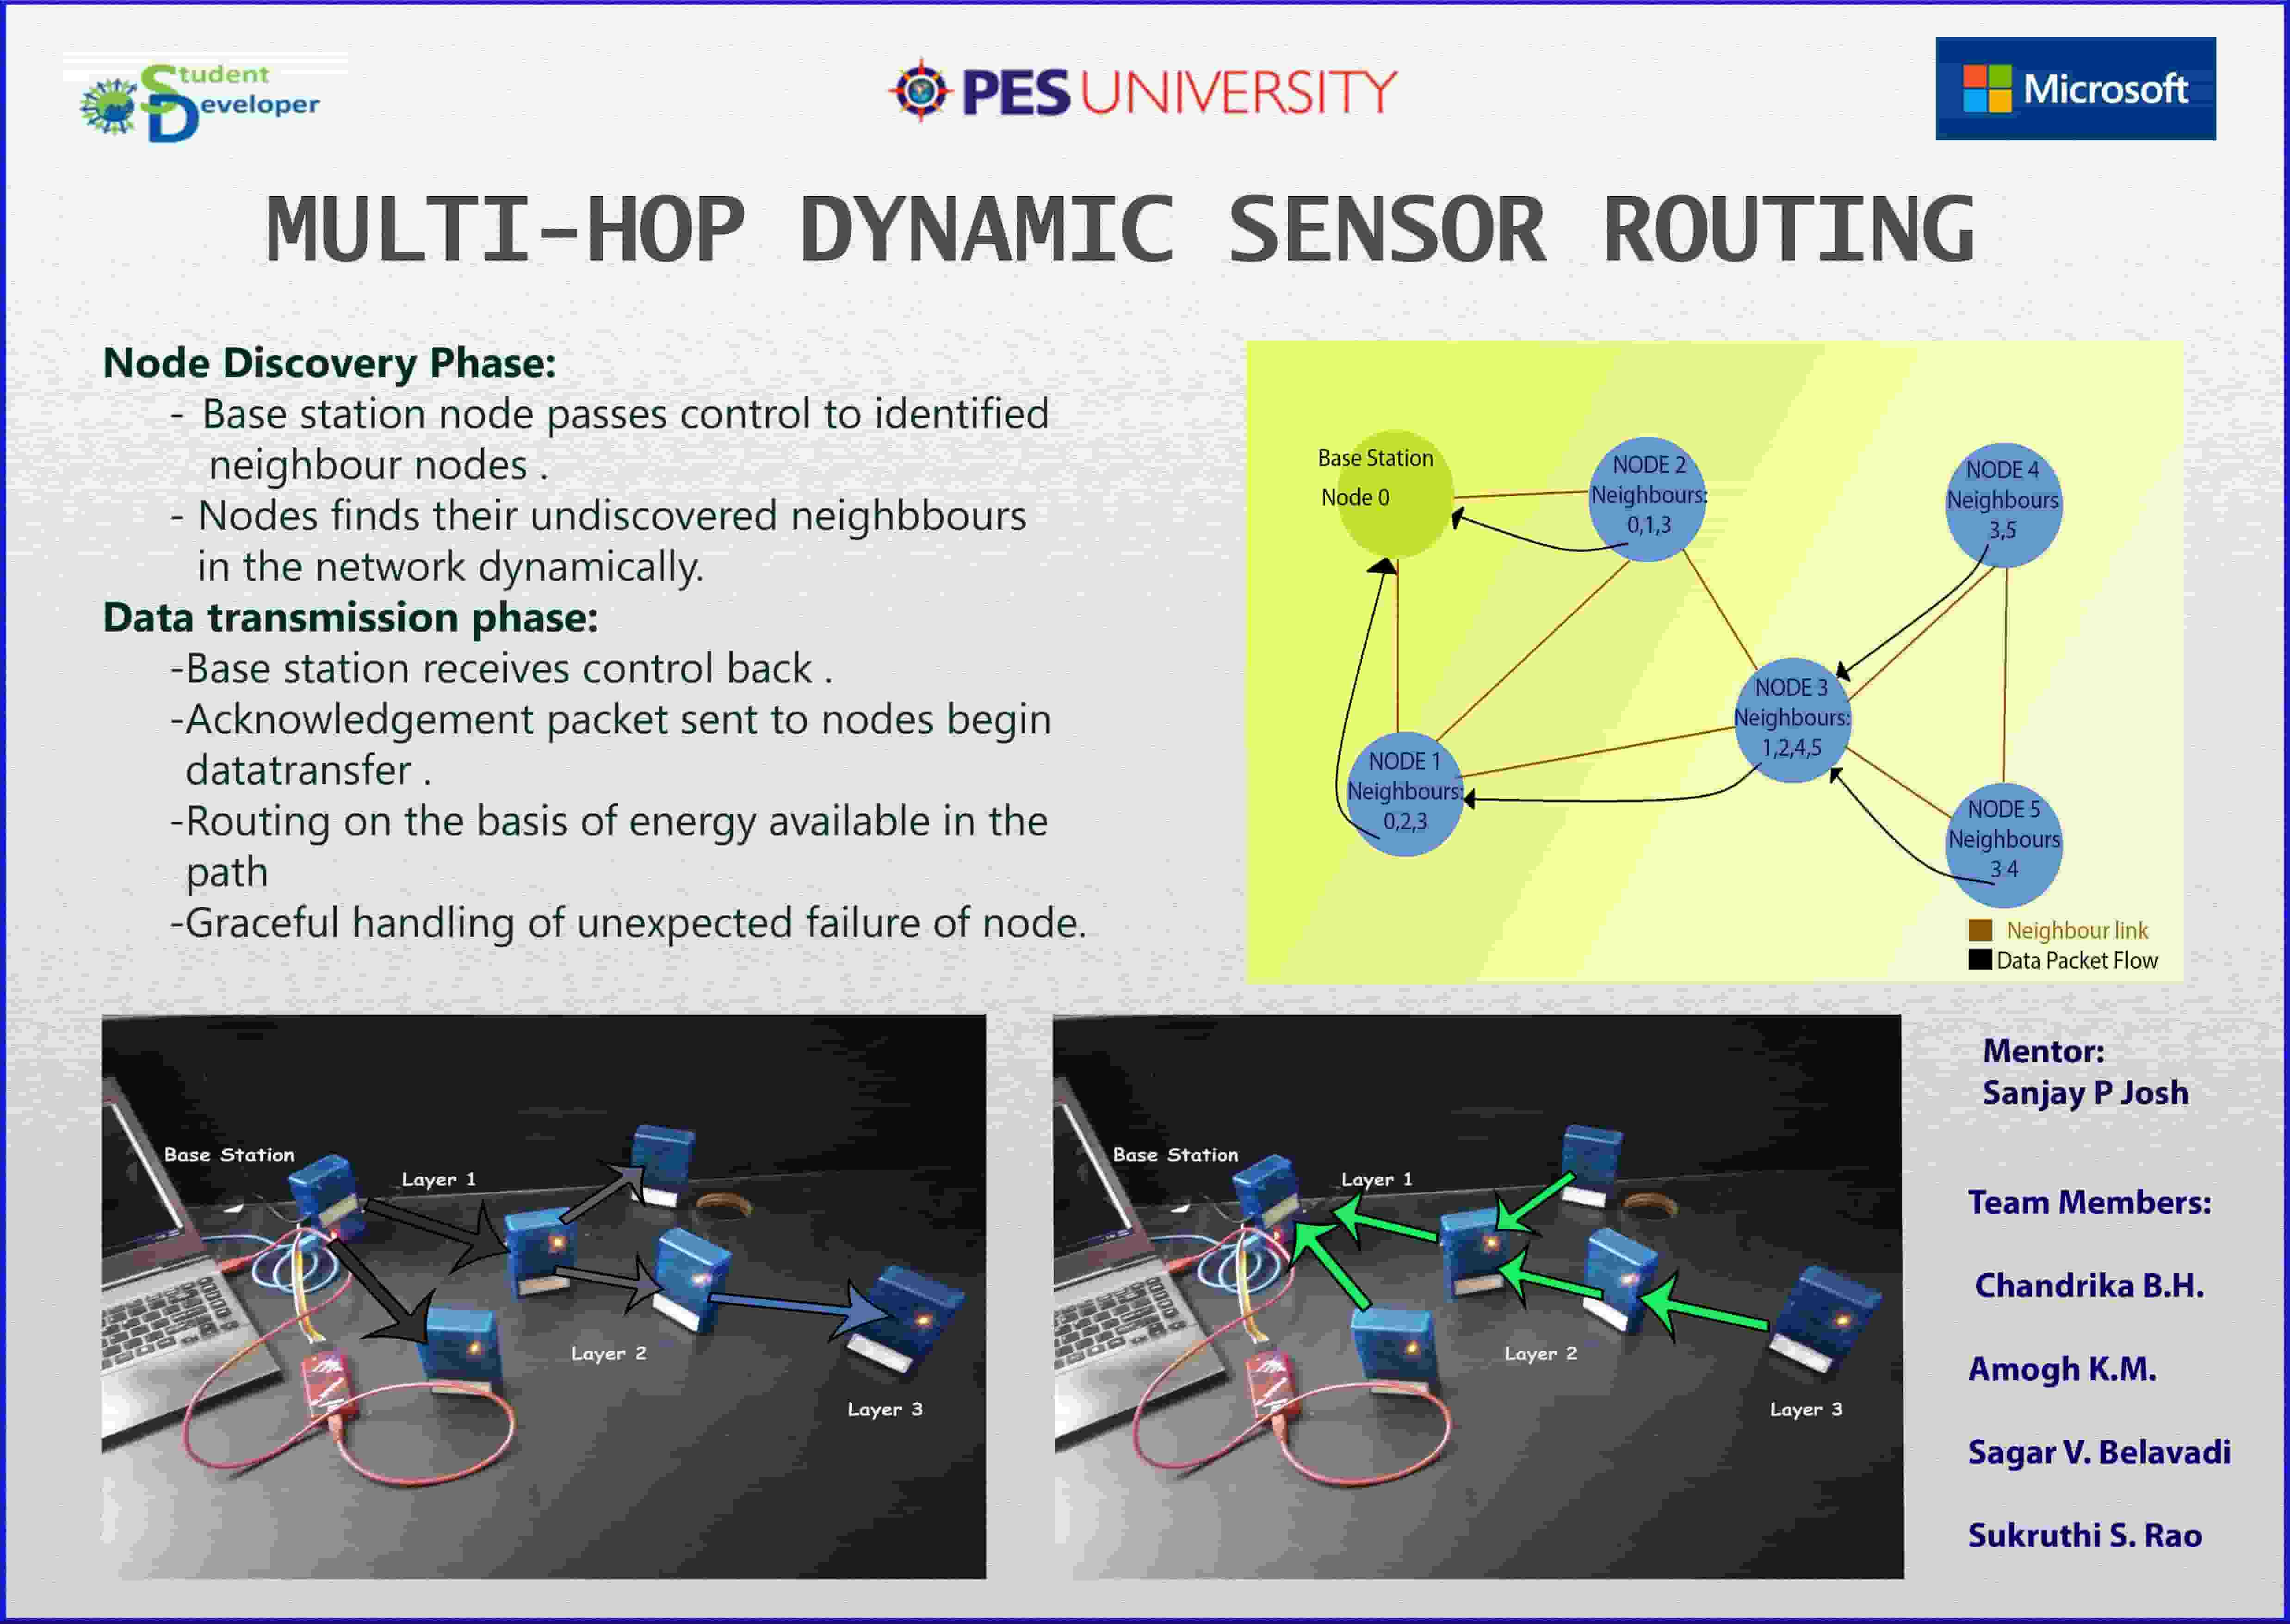 Student
Developer
PES UNIVERSITY
Microsoft
MULTI-HOP DYNAMIC SENSOR ROUTING
Node Discovery Phase:
- Base station node passes control to identified
neighbour nodes .
- Nodes finds their undiscovered neighbbours
in the network dynamically.
Data transmission phase:
-Base station receives control back .
-Acknowledgement packet sent to nodes begin
datatransfer .
-Routing on the basis of energy available in the
path
-Graceful handling of unexpected failure of node.
Base Station
Node 0
NODE 2
Neighbours:
0,1,3
NODE 4
Neighbours
3,5
NODE 3
Neighbours:
1,2,4,5
NODE 1
Neighbours:
0,2,3
NODE 5
Neighbours
3 4
Neighbour link
Data Packet Flow
Base Station
Layer 1
Layer 2
Layer 3
Base Station
Layer 1
Layer 2
Layer 3
Mentor:
Sanjay P Josh
Team Members:
Chandrika B.H.
Amogh K.M.
Sagar V. Belavadi
Sukruthi S. Rao